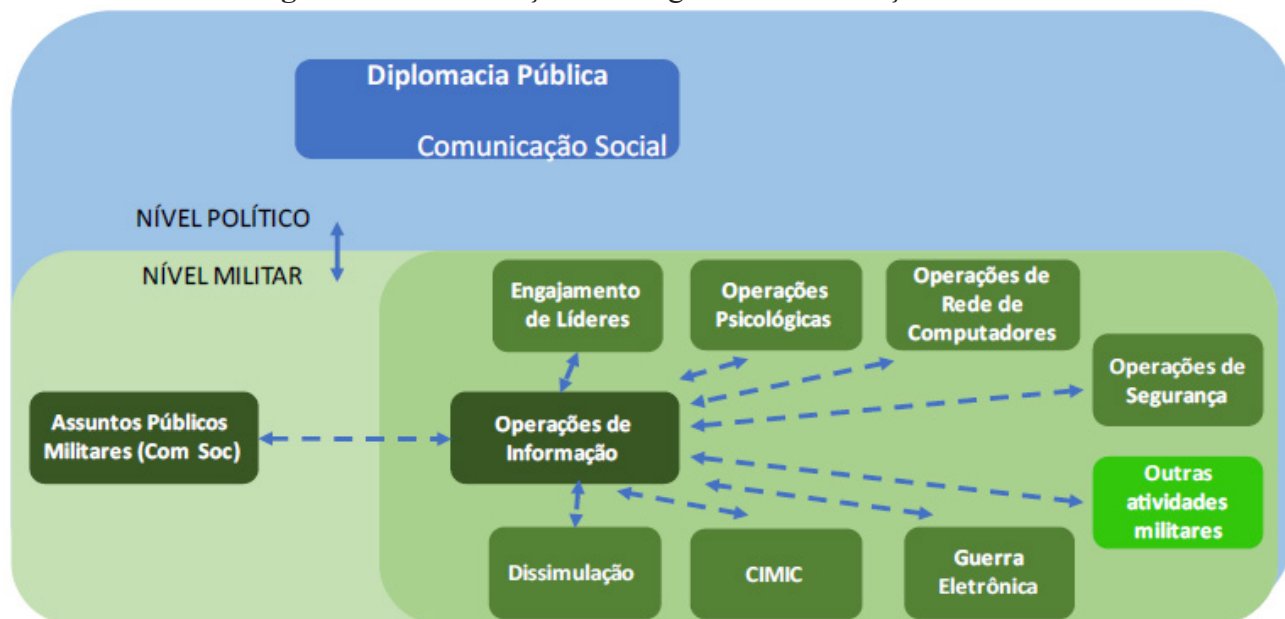 Diplomacia Pública
Comunicação Social
NÍVEL POLÍTICO
NÍVEL MILITAR
Engajamento
de Líderes
Operações
Psicológicas
Operações de
Rede de
Computadores
Operações de
Segurança
Assuntos Públicos
Militares (Com Soc)
Operações de
Informação
Outras
atividades
militares
Dissimulação
CIMIC
Guerra
Eletrônica